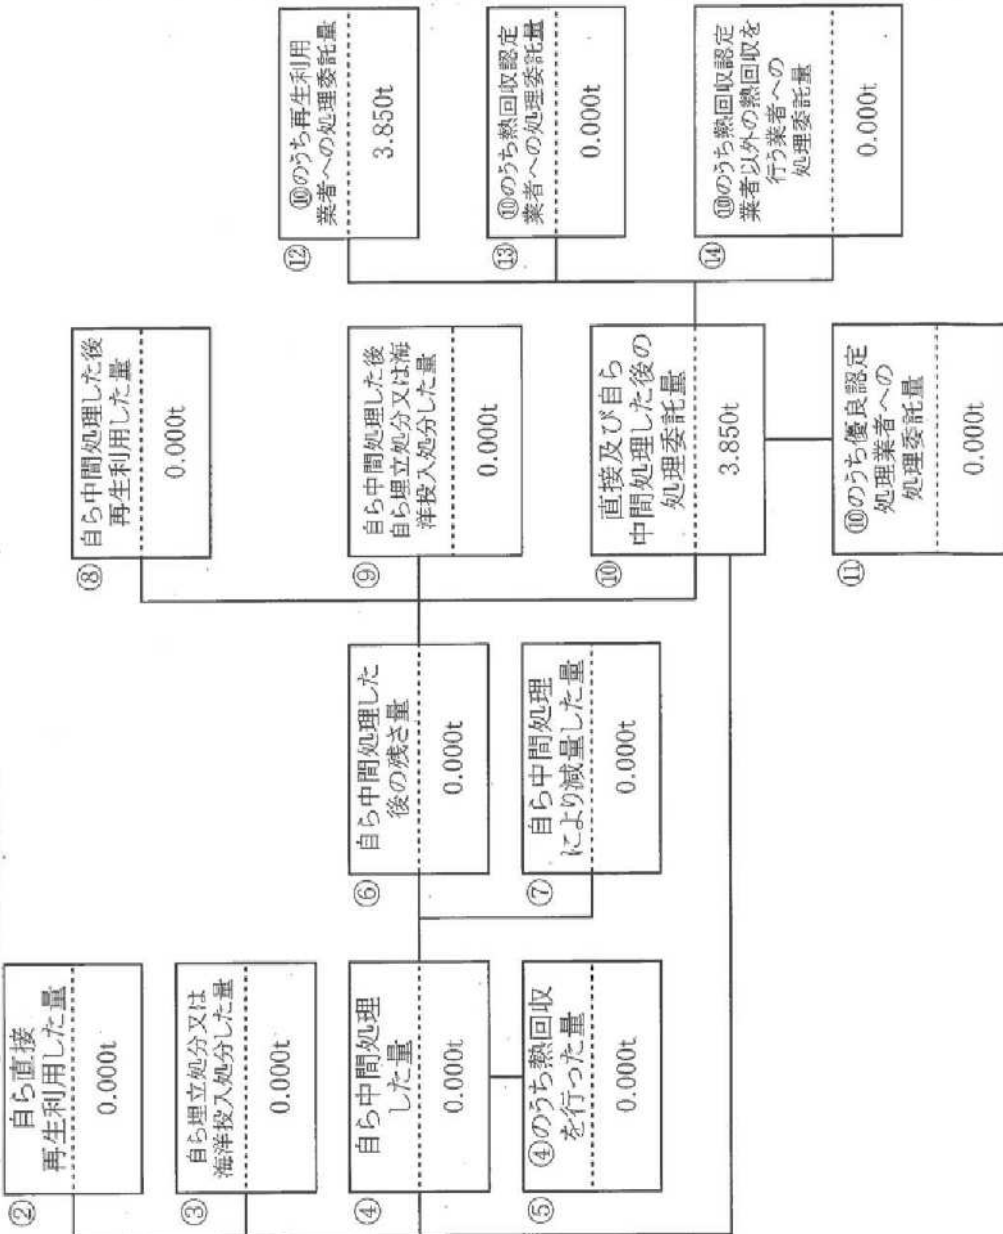 ②
自ら直接
再生利用した量
0.000t
③
自ら埋立処分又は
海洋投入処分した量
0.000t
④
自ら中間処理
した量
0.000t
⑤
④のうち熱回収
を行った量
0.000t
⑥
自ら中間処理した
後の残さ量
0.000t
⑦
自ら中間処理
により減量した量
0.000t
⑧
自ら中間処理した後
再生利用した量
0.000t
⑨
自ら中間処理した後
自ら埋立処分又は海
洋投入処分した量
0.000t
⑩
直接及び自ら
中間処理した後の
処理委託量
3.850t
⑪
⑩のうち優良認定
処理業者への
処理委託量
0.000t
⑫
⑩のうち再生利用
業者への処理委託量
3.850t
⑬
⑩のうち熱回収認定
業者への処理委託量
0.000t
⑭
⑩のうち熱回収認定
業者以外の熱回収を
行う業者への
処理委託量
0.000t